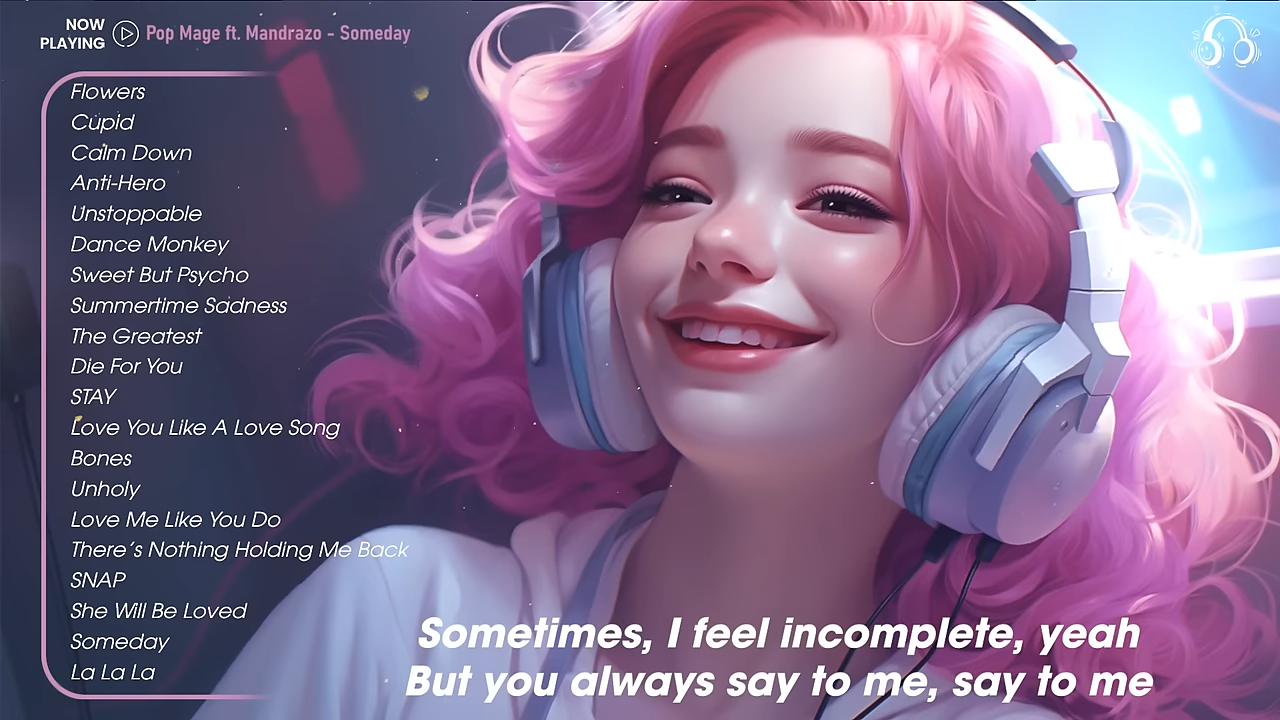 NOW
PLAYING
Pop Mage ft. Mandrazo - Someday
Flowers
Cupid
Calm Down
Anti-Hero
Unstoppable
Dance Monkey
Sweet But Psycho
Summertime Sadness
The Greatest
Die For You
STAY
Love You Like A Love Song
Bones
Unholy
Love Me Like You Do
There's Nothing Holding Me Back
SNAP
She Will Be Loved
Someday
La La La
Sometimes, I feel incomplete, yeah
But you always say to me, say to me